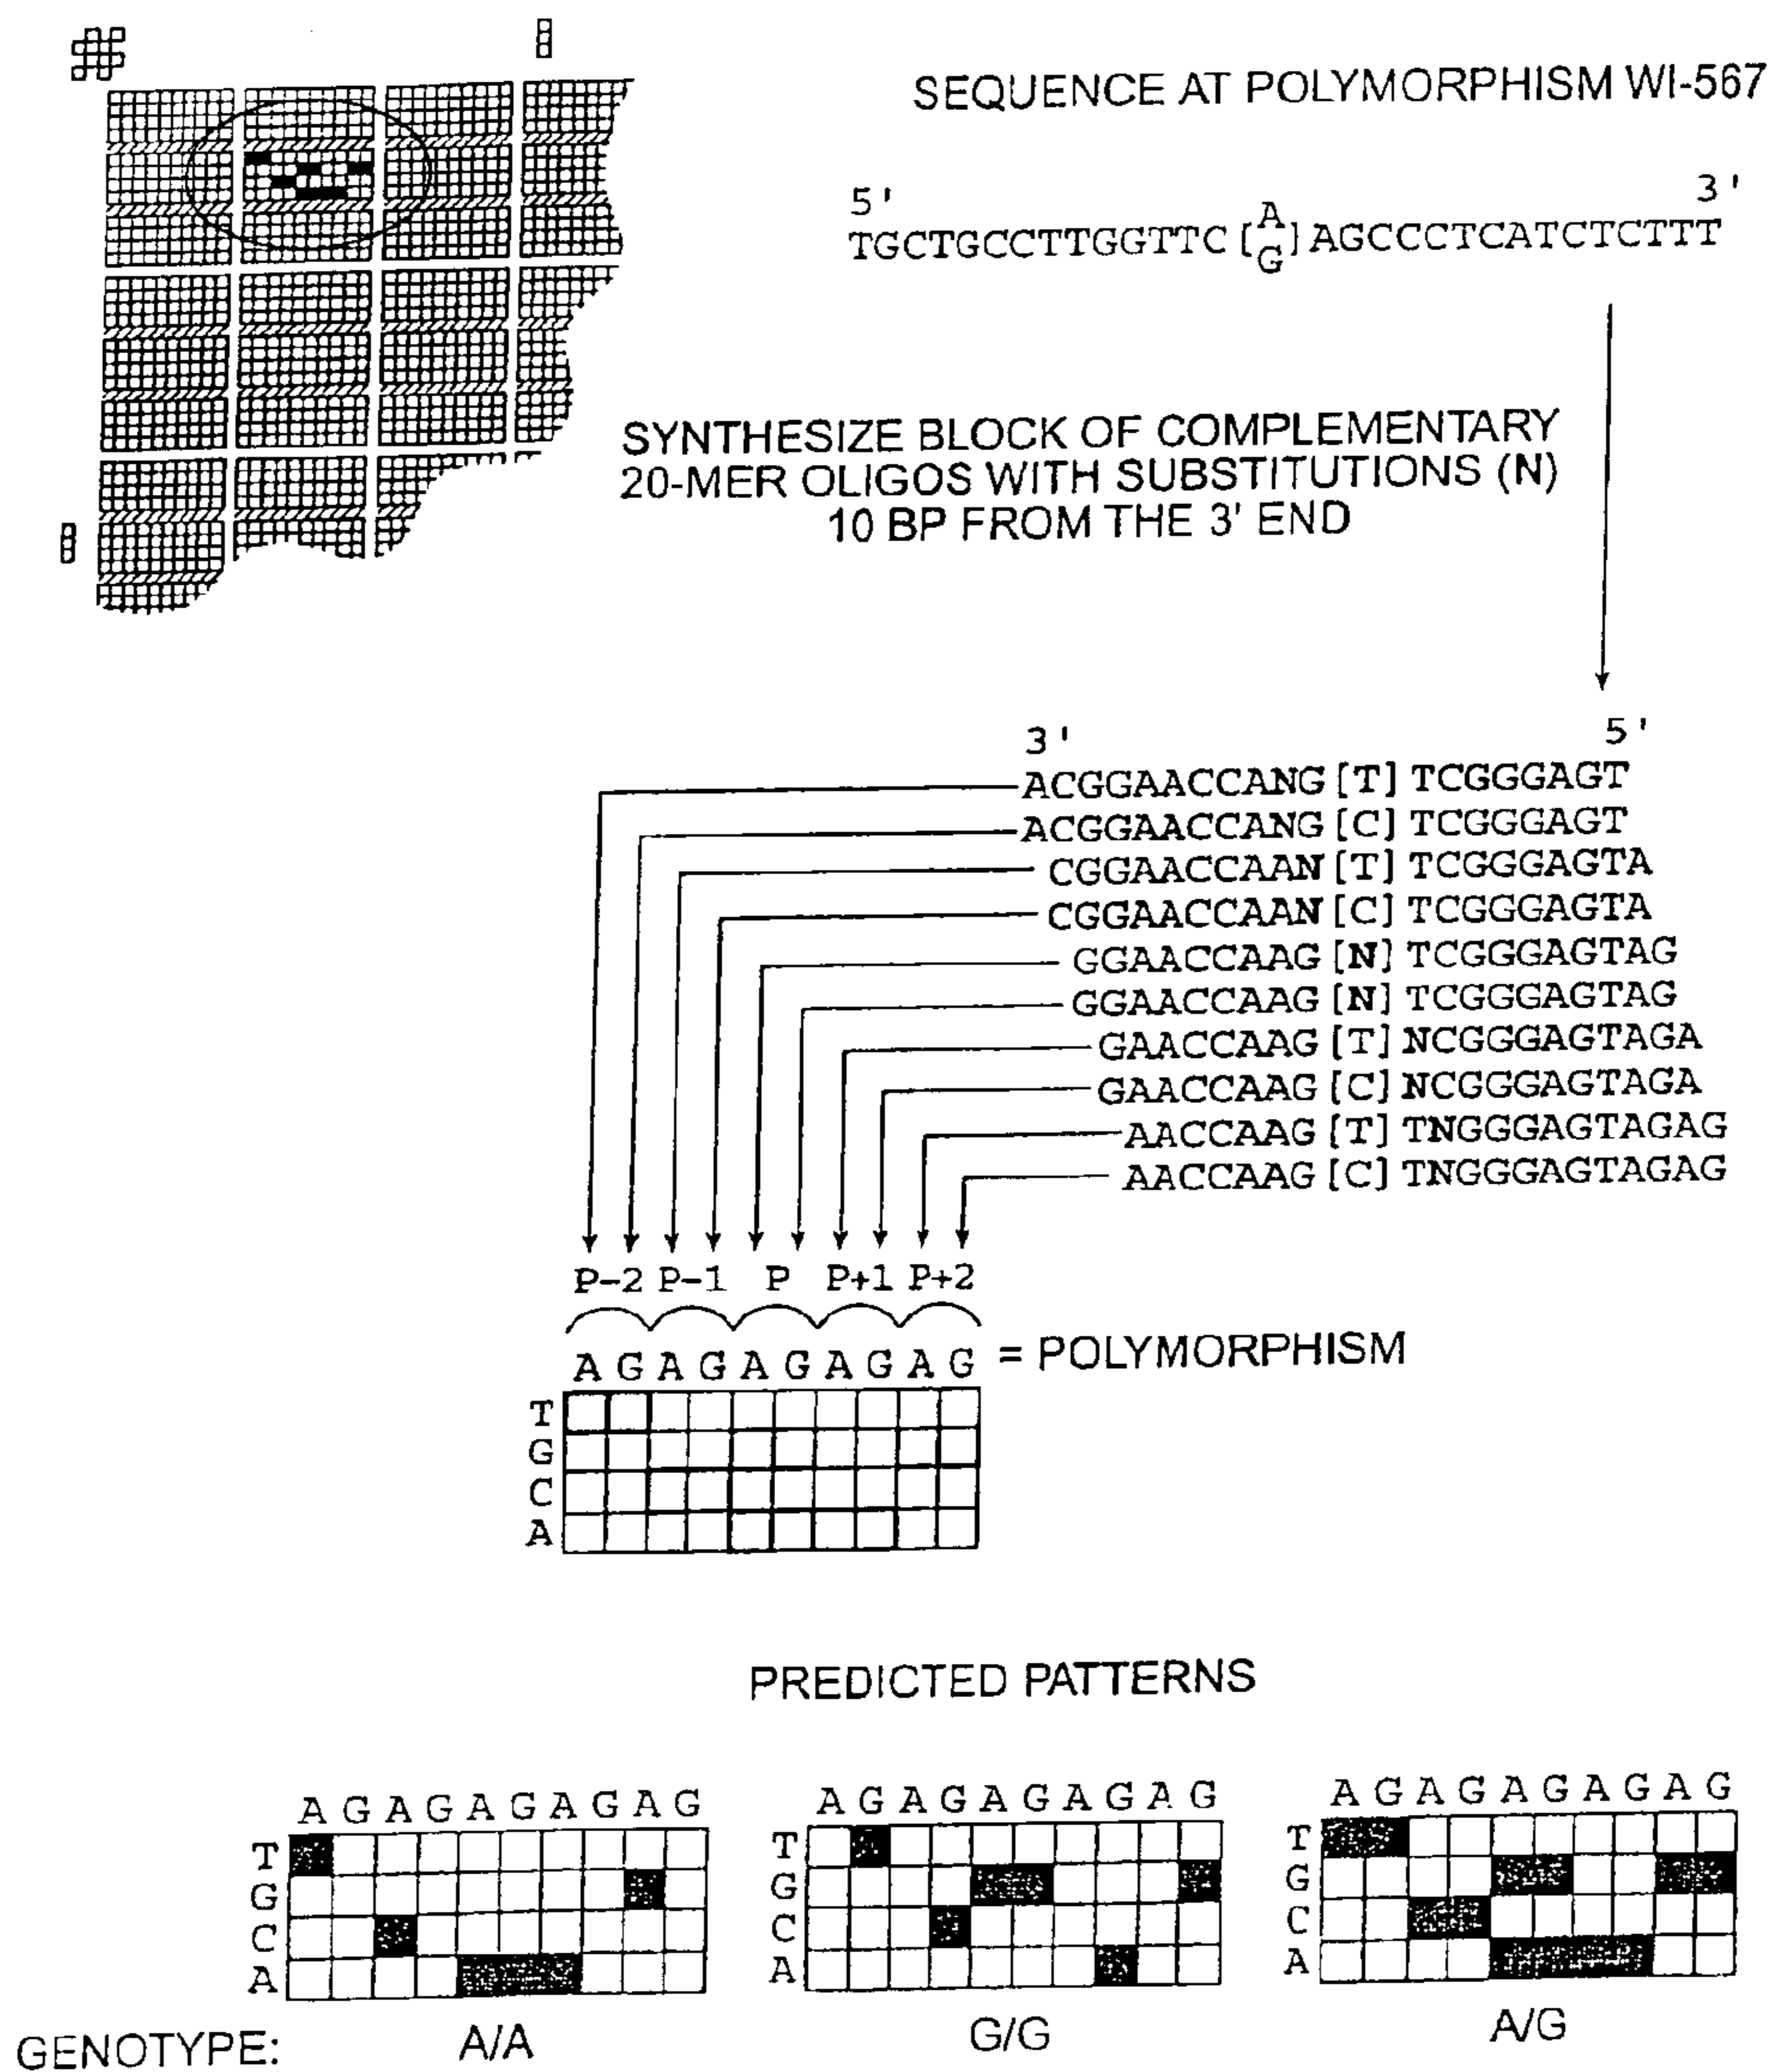 SEQUENCE AT POLYMORPHISM WI-567
5' 3'
TGCTGCCTTGGTTC [A/G] AGCCCTCATCTCTTT
SYNTHESIZE BLOCK OF COMPLEMENTARY
20-MER OLIGOS WITH SUBSTITUTIONS (N)
10 BP FROM THE 3' END
3' 5'
ACGGAACCANG [T] TCGGGAGT
ACGGAACCANG [C] TCGGGAGT
CGGAACCAAN [T] TCGGGAGTA
CGGAACCAAN [C] TCGGGAGTA
GGAACCAAG [N] TCGGGAGTAG
GGAACCAAG [N] TCGGGAGTAG
GAACCAAG [T] NCGGGAGTAGA
GAACCAAG [C] NCGGGAGTAGA
AACCAAG [T] TNGGGAGTAGAG
AACCAAG [C] TNGGGAGTAGAG
P-2 P-1 P P+1 P+2
A G A G A G A G A G = POLYMORPHISM
T
G
C
A
PREDICTED PATTERNS
A G A G A G A G A G
T
G
C
A
A G A G A G A G A G
T
G
C
A
A G A G A G A G A G
T
G
C
A
GENOTYPE: A/A G/G A/G